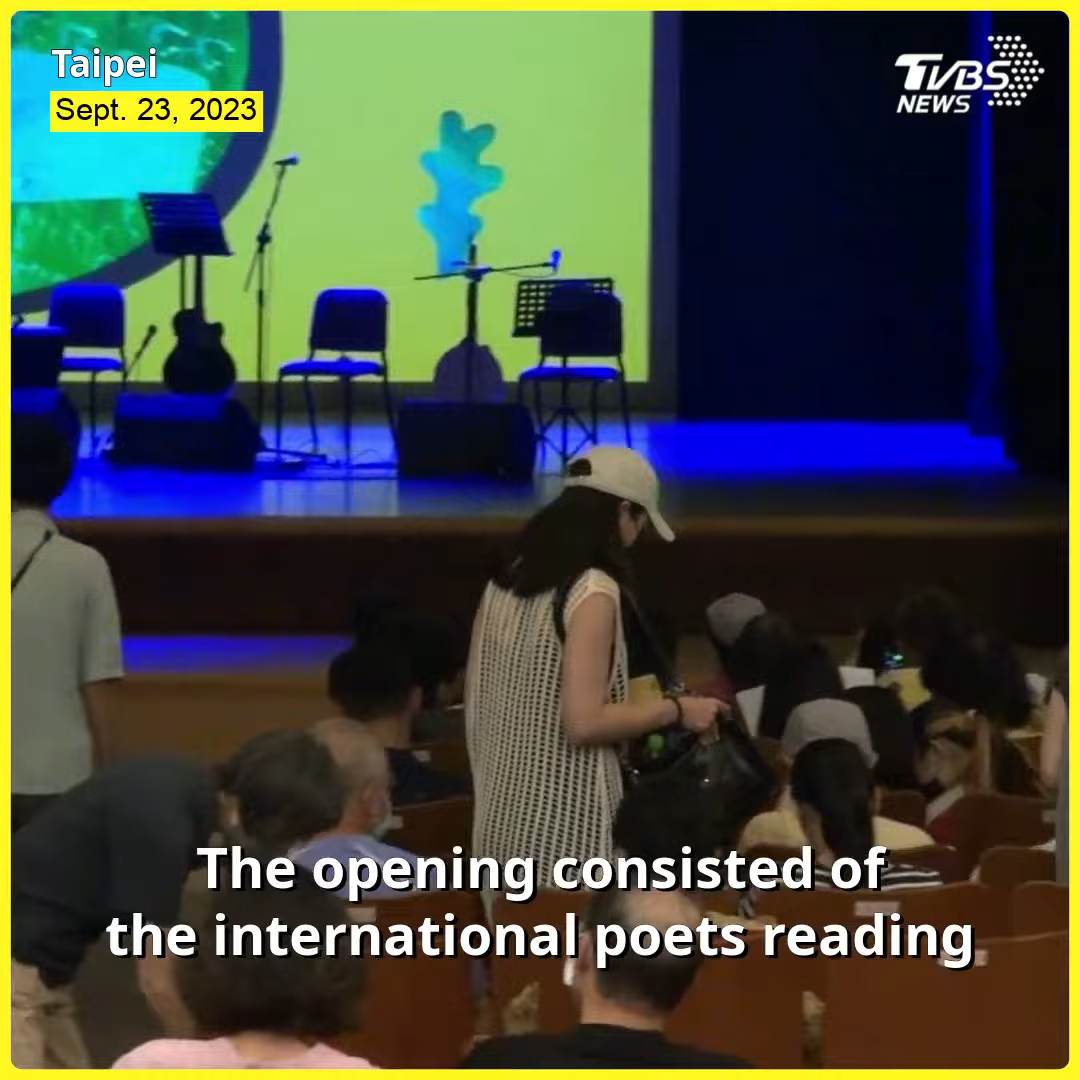 Taipei
Sept. 23, 2023
TVBS
NEWS
The opening consisted of
the international poets reading